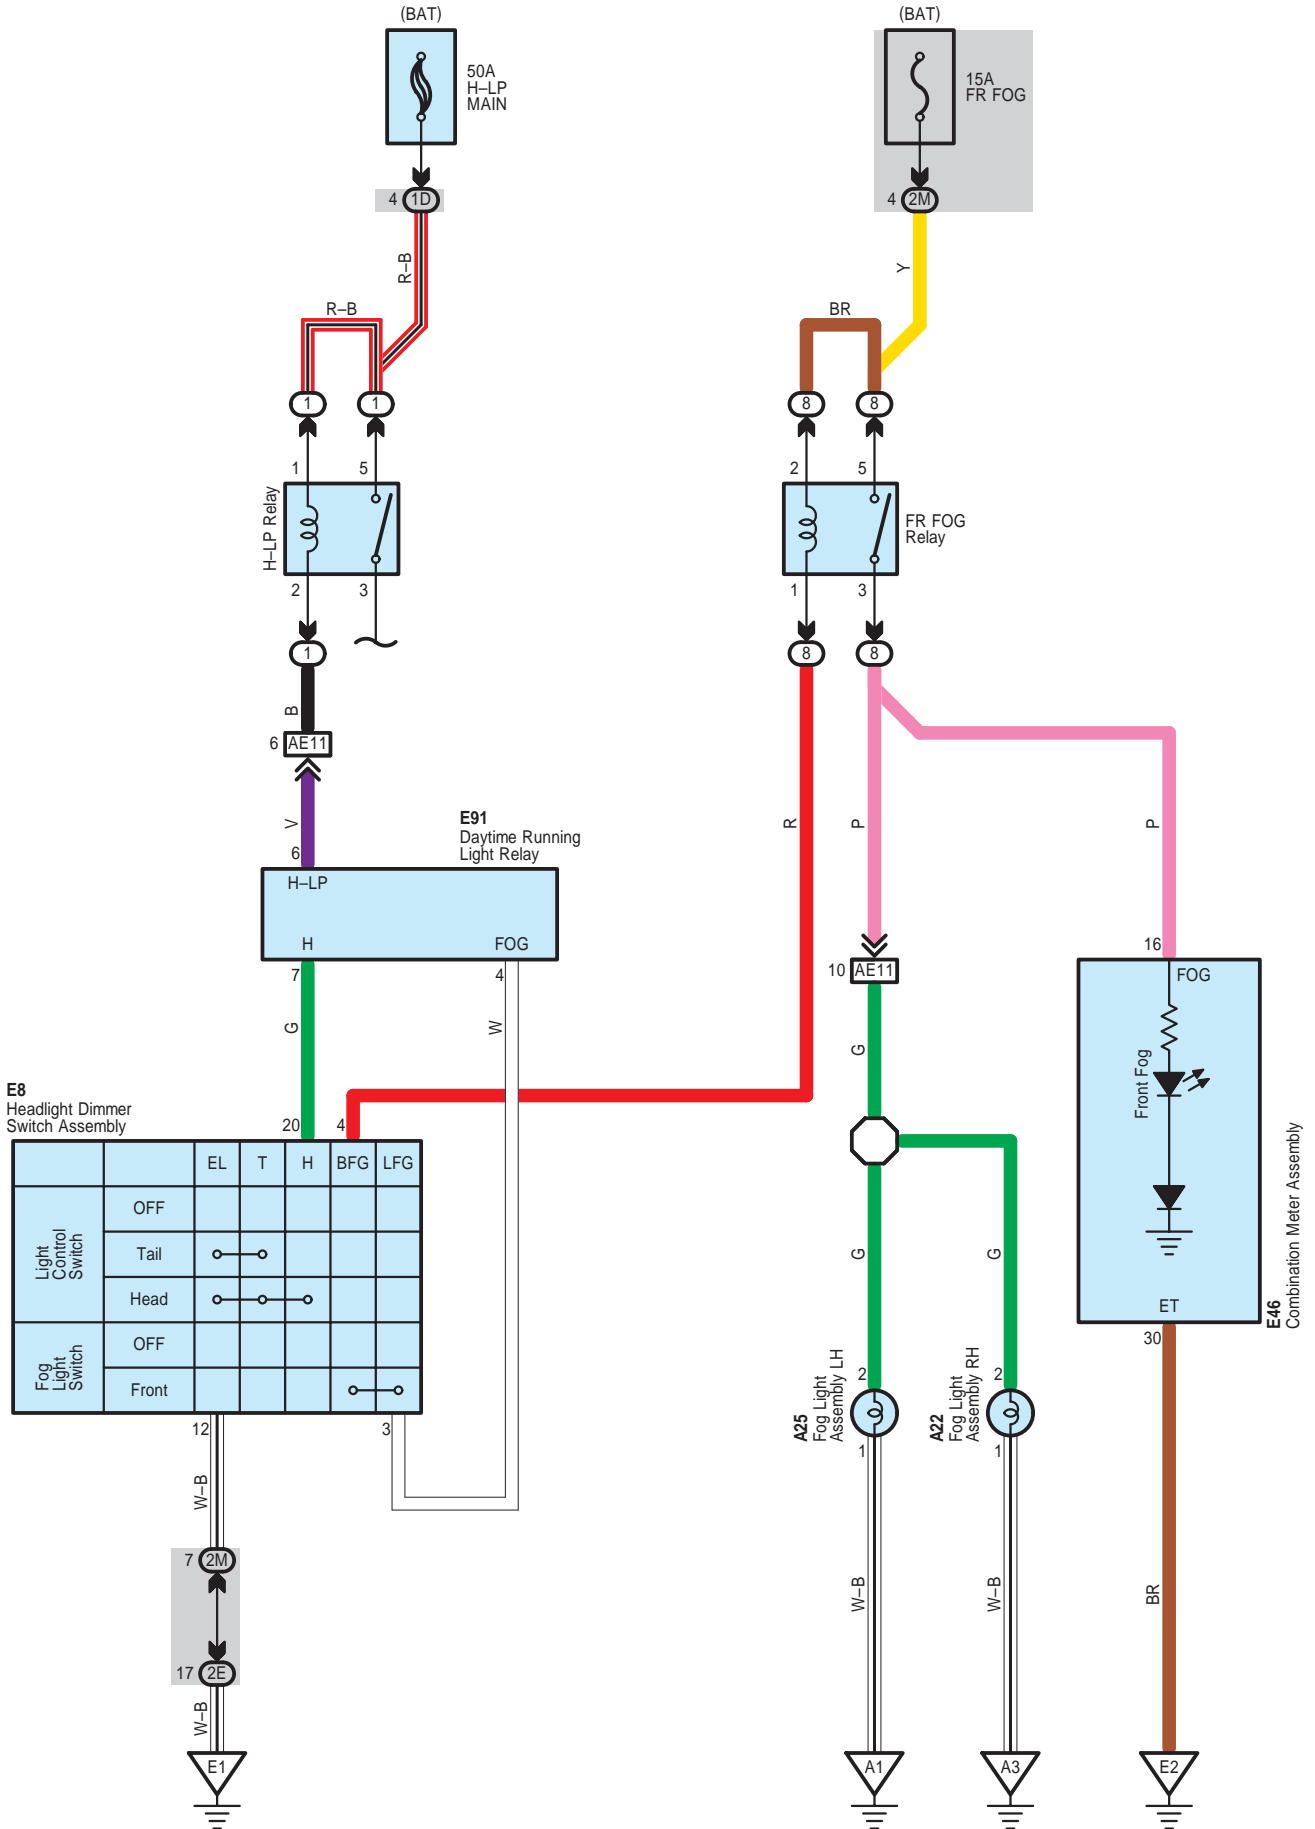 (BAT)
(BAT)
50A
H–LP
MAIN
15A
FR FOG
4 1D
4 2M
R–B
Y
R–B
BR
1 1
8 8
1 5
2 5
H–LP Relay
FR FOG
Relay
2 3
1 3
1
8 8
B
6 AE11
V
R
P
P
E91
Daytime Running
Light Relay
6
H–LP
H FOG
16
7 4
10 AE11
FOG
G
W
G
Front Fog
E8
Headlight Dimmer
Switch Assembly
20 4
EL T H BFG LFG
Light
Control
Switch
OFF
Tail
Head
Fog
Light
Switch
OFF
Front
G
G
ET
E46
Combination Meter Assembly
30
2
2
A25
Fog Light
Assembly LH
A22
Fog Light
Assembly RH
12 3
1
1
W–B
7 2M
W–B
W–B
BR
17 2E
W–B
E1
A1
A3
E2